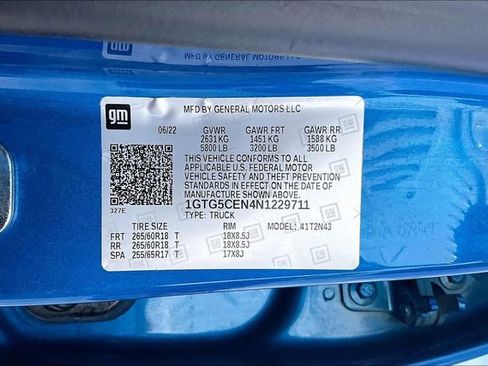 gm MFD BY GENERAL MOTORS LLC
06/22 GVWR GAWR FRT GAWR RR
2631 KG 1451 KG 1588 KG
5800 LB 3200 LB 3500 LB
THIS VEHICLE CONFORMS TO ALL
APPLICABLE U.S. FEDERAL MOTOR
VEHICLE SAFETY AND THEFT
PREVENTION STANDARDS IN EFFECT
ON THE DATE OF MANUFACTURE SHOWN ABOVE.
1GTG5CEN4N1229711
327E TYPE: TRUCK
TIRE SIZE RIM MODEL: 41T2N43
FRT 265/60R18 T 18X8.5J
RR 265/60R18 T 18X8.5J
SPA 255/65R17 T 17X8J